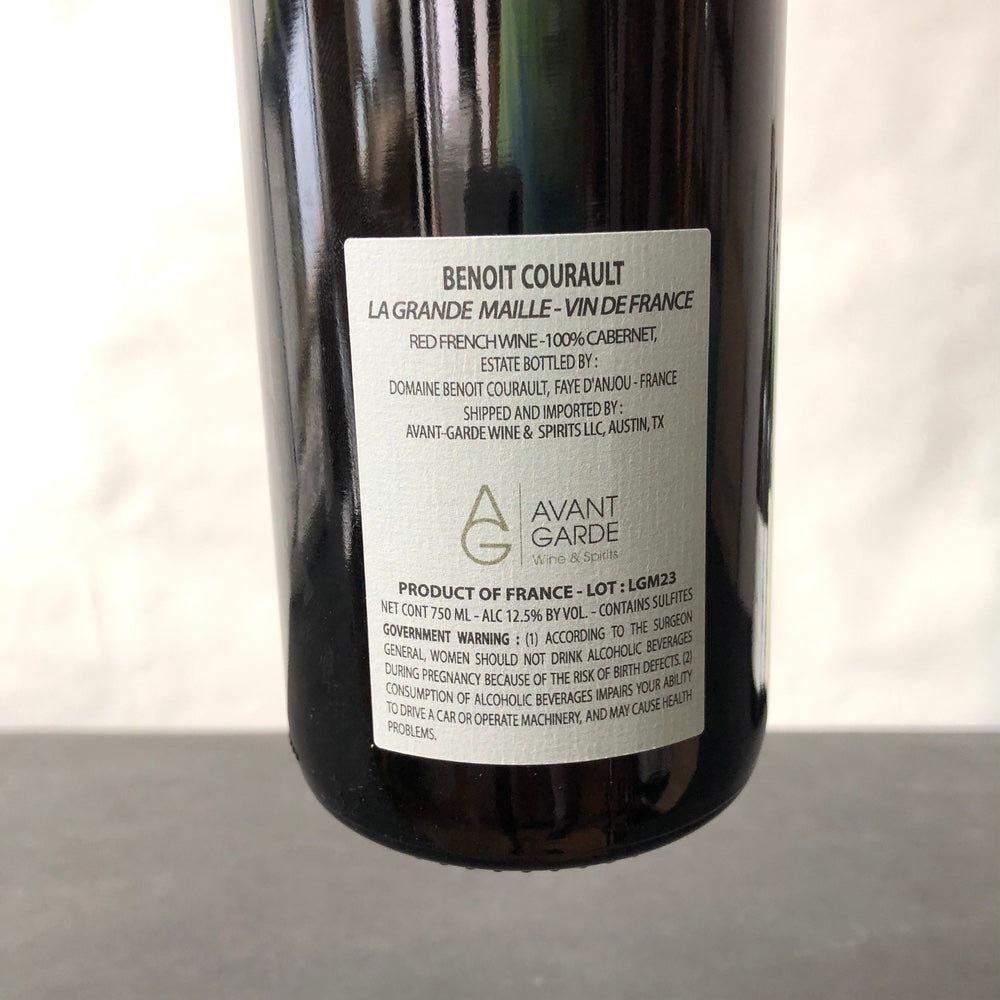 BENOIT COURAULT
LA GRANDE MAILLE - VIN DE FRANCE
RED FRENCH WINE - 100% CABERNET,
ESTATE BOTTLED BY :
DOMAINE BENOIT COURAULT, FAYE D'ANJOU - FRANCE
SHIPPED AND IMPORTED BY :
AVANT-GARDE WINE & SPIRITS LLC, AUSTIN, TX
AG
AVANT
GARDE
Wine & Spirits
PRODUCT OF FRANCE - LOT : LGM23
NET CONT 750 ML - ALC 12.5% BY VOL. - CONTAINS SULFITES
GOVERNMENT WARNING : (1) ACCORDING TO THE SURGEON
GENERAL, WOMEN SHOULD NOT DRINK ALCOHOLIC BEVERAGES
DURING PREGNANCY BECAUSE OF THE RISK OF BIRTH DEFECTS. (2)
CONSUMPTION OF ALCOHOLIC BEVERAGES IMPAIRS YOUR ABILITY
TO DRIVE A CAR OR OPERATE MACHINERY, AND MAY CAUSE HEALTH
PROBLEMS.